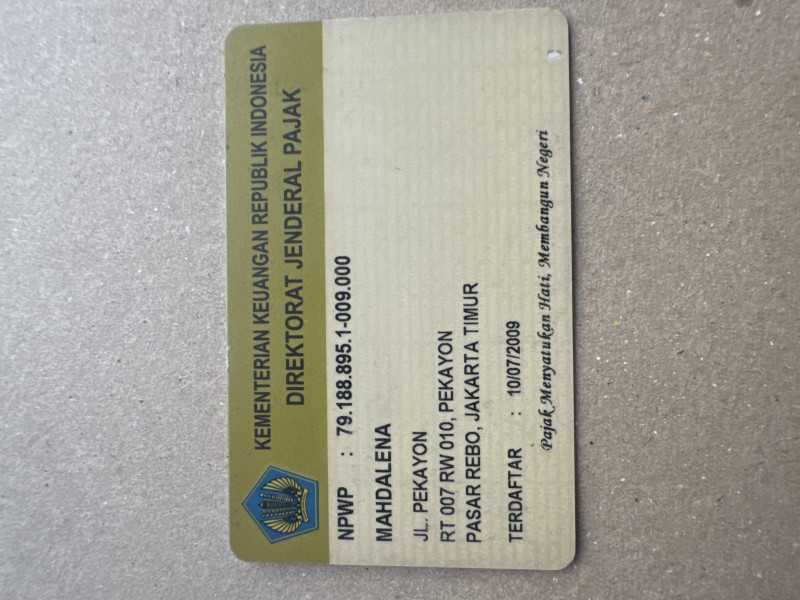 KEMENTERIAN KEUANGAN REPUBLIK INDONESIA
DIREKTORAT JENDERAL PAJAK
NPWP : 79.188.895.1-009.000
MAHDALENA
JL. PEKAYON
RT 007 RW 010, PEKAYON
PASAR REBO, JAKARTA TIMUR
TERDAFTAR : 10/07/2009
Pajak Menyatukan Hati, Membangun Negeri